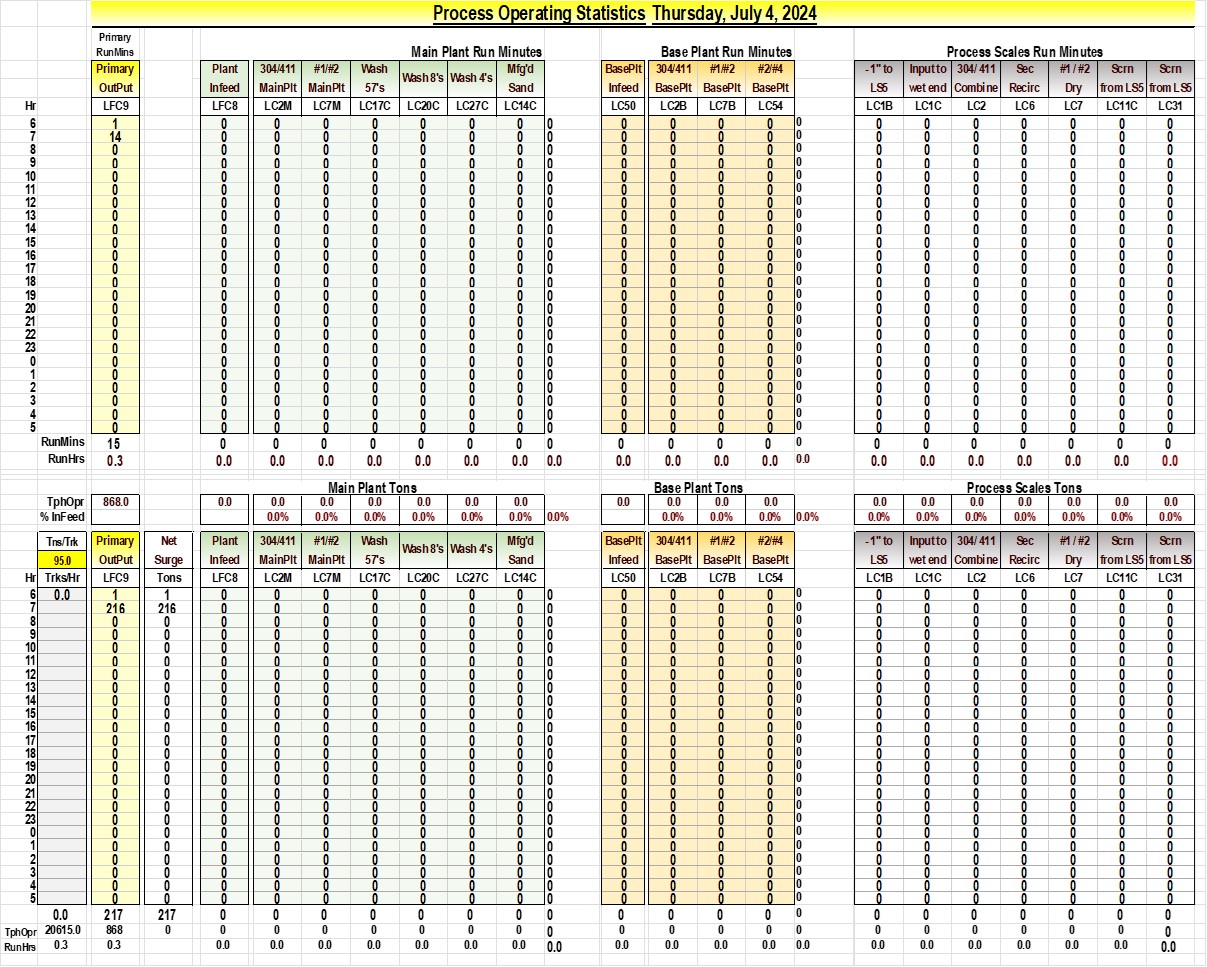 Process Operating Statistics Thursday, July 4, 2024
Primary
RunMins Main Plant Run Minutes Base Plant Run Minutes Process Scales Run Minutes
Primary Plant 304/411 #1/#2 Wash Wash 8's Wash 4's Mfg'd BasePlt 304/411 #1/#2 #2/#4 -1" to Input to 304/ 411 Sec #1 / #2 Scrn Scrn
OutPut Infeed MainPlt MainPlt 57's Sand Infeed BasePlt BasePlt BasePlt LS5 wet end Combine Recirc Dry from LS5 from LS5
Hr LFC9 LFC8 LC2M LC7M LC17C LC20C LC27C LC14C LC50 LC2B LC7B LC54 LC1B LC1C LC2 LC6 LC7 LC11C LC31
6 1 0 0 0 0 0 0 0 0 0 0 0 0 0 0 0 0 0 0 0 0 0
7 14 0 0 0 0 0 0 0 0 0 0 0 0 0 0 0 0 0 0 0 0 0
8 0 0 0 0 0 0 0 0 0 0 0 0 0 0 0 0 0 0 0 0 0 0
9 0 0 0 0 0 0 0 0 0 0 0 0 0 0 0 0 0 0 0 0 0 0
10 0 0 0 0 0 0 0 0 0 0 0 0 0 0 0 0 0 0 0 0 0 0
11 0 0 0 0 0 0 0 0 0 0 0 0 0 0 0 0 0 0 0 0 0 0
12 0 0 0 0 0 0 0 0 0 0 0 0 0 0 0 0 0 0 0 0 0 0
13 0 0 0 0 0 0 0 0 0 0 0 0 0 0 0 0 0 0 0 0 0 0
14 0 0 0 0 0 0 0 0 0 0 0 0 0 0 0 0 0 0 0 0 0 0
15 0 0 0 0 0 0 0 0 0 0 0 0 0 0 0 0 0 0 0 0 0 0
16 0 0 0 0 0 0 0 0 0 0 0 0 0 0 0 0 0 0 0 0 0 0
17 0 0 0 0 0 0 0 0 0 0 0 0 0 0 0 0 0 0 0 0 0 0
18 0 0 0 0 0 0 0 0 0 0 0 0 0 0 0 0 0 0 0 0 0 0
19 0 0 0 0 0 0 0 0 0 0 0 0 0 0 0 0 0 0 0 0 0 0
20 0 0 0 0 0 0 0 0 0 0 0 0 0 0 0 0 0 0 0 0 0 0
21 0 0 0 0 0 0 0 0 0 0 0 0 0 0 0 0 0 0 0 0 0 0
22 0 0 0 0 0 0 0 0 0 0 0 0 0 0 0 0 0 0 0 0 0 0
23 0 0 0 0 0 0 0 0 0 0 0 0 0 0 0 0 0 0 0 0 0 0
0 0 0 0 0 0 0 0 0 0 0 0 0 0 0 0 0 0 0 0 0 0 0
1 0 0 0 0 0 0 0 0 0 0 0 0 0 0 0 0 0 0 0 0 0 0
2 0 0 0 0 0 0 0 0 0 0 0 0 0 0 0 0 0 0 0 0 0 0
3 0 0 0 0 0 0 0 0 0 0 0 0 0 0 0 0 0 0 0 0 0 0
4 0 0 0 0 0 0 0 0 0 0 0 0 0 0 0 0 0 0 0 0 0 0
5 0 0 0 0 0 0 0 0 0 0 0 0 0 0 0 0 0 0 0 0 0 0
RunMins 15 0 0 0 0 0 0 0 0 0 0 0 0 0 0 0 0 0 0 0 0 0
RunHrs 0.3 0.0 0.0 0.0 0.0 0.0 0.0 0.0 0.0 0.0 0.0 0.0 0.0 0.0 0.0 0.0 0.0 0.0 0.0 0.0 0.0
Main Plant Tons Base Plant Tons Process Scales Tons
TphOpr 868.0 0.0 0.0 0.0 0.0 0.0 0.0 0.0 0.0 0.0 0.0 0.0 0.0 0.0 0.0 0.0 0.0 0.0 0.0
% InFeed 0.0% 0.0% 0.0% 0.0% 0.0% 0.0% 0.0% 0.0% 0.0% 0.0% 0.0% 0.0% 0.0% 0.0% 0.0% 0.0% 0.0% 0.0%
Tns/Trk Primary Net Plant 304/411 #1/#2 Wash Wash 8's Wash 4's Mfg'd BasePlt 304/411 #1/#2 #2/#4 -1" to Input to 304/ 411 Sec #1 / #2 Scrn Scrn
95.0 OutPut Surge Infeed MainPlt MainPlt 57's Sand Infeed BasePlt BasePlt BasePlt LS5 wet end Combine Recirc Dry from LS5 from LS5
Hr Trks/Hr LFC9 Tons LFC8 LC2M LC7M LC17C LC20C LC27C LC14C LC50 LC2B LC7B LC54 LC1B LC1C LC2 LC6 LC7 LC11C LC31
6 0.0 1 1 0 0 0 0 0 0 0 0 0 0 0 0 0 0 0 0 0 0 0 0 0
7 216 216 0 0 0 0 0 0 0 0 0 0 0 0 0 0 0 0 0 0 0 0 0
8 0 0 0 0 0 0 0 0 0 0 0 0 0 0 0 0 0 0 0 0 0 0 0
9 0 0 0 0 0 0 0 0 0 0 0 0 0 0 0 0 0 0 0 0 0 0 0
10 0 0 0 0 0 0 0 0 0 0 0 0 0 0 0 0 0 0 0 0 0 0 0
11 0 0 0 0 0 0 0 0 0 0 0 0 0 0 0 0 0 0 0 0 0 0 0
12 0 0 0 0 0 0 0 0 0 0 0 0 0 0 0 0 0 0 0 0 0 0 0
13 0 0 0 0 0 0 0 0 0 0 0 0 0 0 0 0 0 0 0 0 0 0 0
14 0 0 0 0 0 0 0 0 0 0 0 0 0 0 0 0 0 0 0 0 0 0 0
15 0 0 0 0 0 0 0 0 0 0 0 0 0 0 0 0 0 0 0 0 0 0 0
16 0 0 0 0 0 0 0 0 0 0 0 0 0 0 0 0 0 0 0 0 0 0 0
17 0 0 0 0 0 0 0 0 0 0 0 0 0 0 0 0 0 0 0 0 0 0 0
18 0 0 0 0 0 0 0 0 0 0 0 0 0 0 0 0 0 0 0 0 0 0 0
19 0 0 0 0 0 0 0 0 0 0 0 0 0 0 0 0 0 0 0 0 0 0 0
20 0 0 0 0 0 0 0 0 0 0 0 0 0 0 0 0 0 0 0 0 0 0 0
21 0 0 0 0 0 0 0 0 0 0 0 0 0 0 0 0 0 0 0 0 0 0 0
22 0 0 0 0 0 0 0 0 0 0 0 0 0 0 0 0 0 0 0 0 0 0 0
23 0 0 0 0 0 0 0 0 0 0 0 0 0 0 0 0 0 0 0 0 0 0 0
0 0 0 0 0 0 0 0 0 0 0 0 0 0 0 0 0 0 0 0 0 0 0 0
1 0 0 0 0 0 0 0 0 0 0 0 0 0 0 0 0 0 0 0 0 0 0 0
2 0 0 0 0 0 0 0 0 0 0 0 0 0 0 0 0 0 0 0 0 0 0 0
3 0 0 0 0 0 0 0 0 0 0 0 0 0 0 0 0 0 0 0 0 0 0 0
4 0 0 0 0 0 0 0 0 0 0 0 0 0 0 0 0 0 0 0 0 0 0 0
5 0 0 0 0 0 0 0 0 0 0 0 0 0 0 0 0 0 0 0 0 0 0 0
0.0 217 217 0 0 0 0 0 0 0 0 0 0 0 0 0 0 0 0 0 0 0 0
TphOpr 20615.0 868 0 0 0 0 0 0 0 0 0 0 0 0 0 0 0 0 0 0 0 0 0
RunHrs 0.3 0.3 0.0 0.0 0.0 0.0 0.0 0.0 0.0 0.0 0.0 0.0 0.0 0.0 0.0 0.0 0.0 0.0 0.0 0.0 0.0